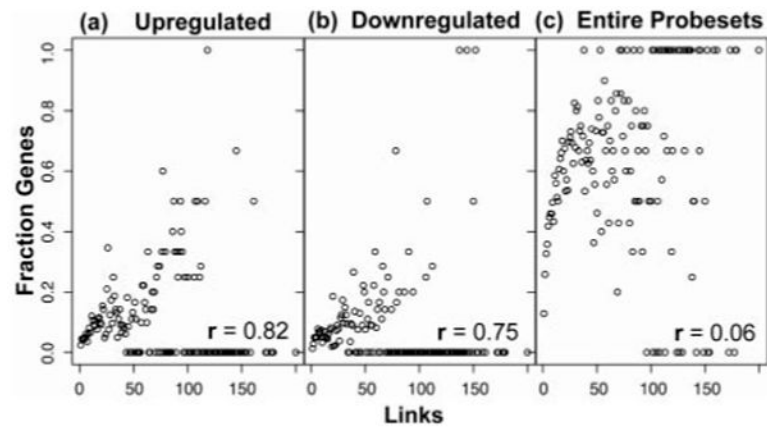 (a) Upregulated (b) Downregulated (c) Entire Probesets
Fraction Genes
1.0
0.8
0.6
0.4
0.2
0.0
r = 0.82 r = 0.75 r = 0.06
0 50 100 150 0 50 100 150 0 50 100 150
Links